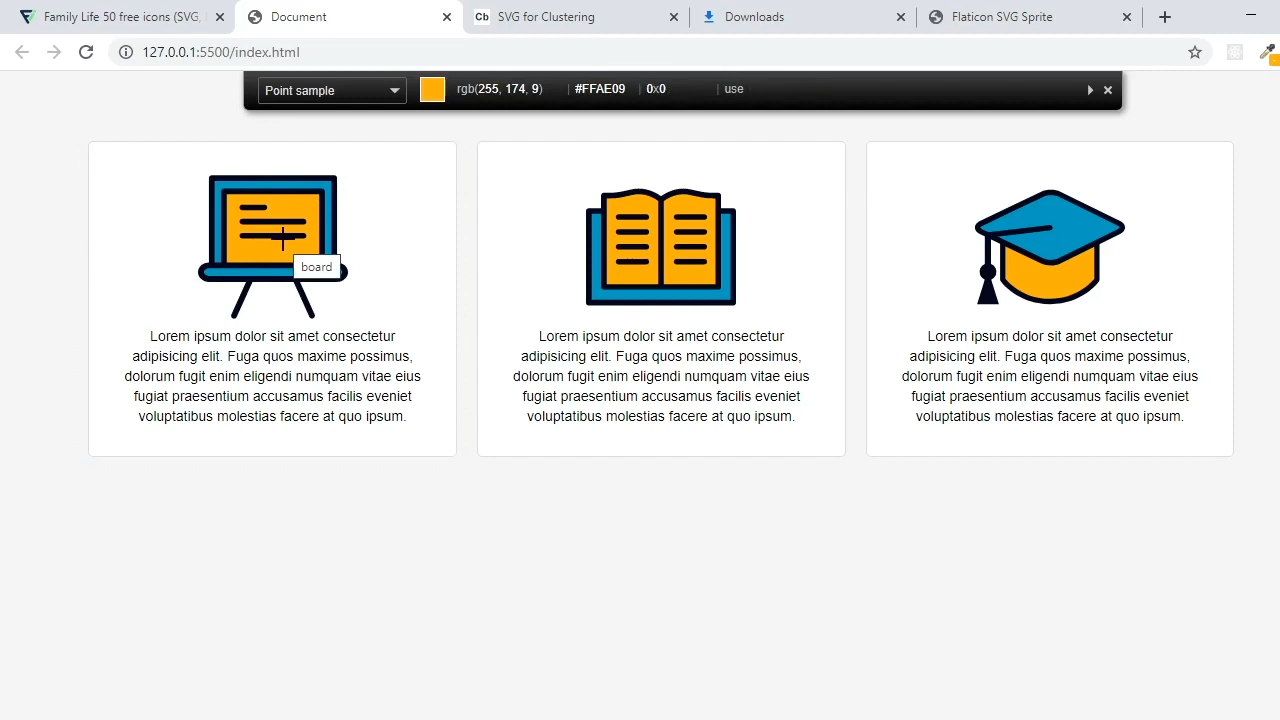 Family Life 50 free icons (SVG,
Document
SVG for Clustering
Downloads
Flaticon SVG Sprite
127.0.0.1:5500/index.html
Point sample
rgb(255, 174, 9)
| #FFAE09
| 0x0
| use
board
Lorem ipsum dolor sit amet consectetur
adipisicing elit. Fuga quos maxime possimus,
dolorum fugit enim eligendi numquam vitae eius
fugiat praesentium accusamus facilis eveniet
voluptatibus molestias facere at quo ipsum.
Lorem ipsum dolor sit amet consectetur
adipisicing elit. Fuga quos maxime possimus,
dolorum fugit enim eligendi numquam vitae eius
fugiat praesentium accusamus facilis eveniet
voluptatibus molestias facere at quo ipsum.
Lorem ipsum dolor sit amet consectetur
adipisicing elit. Fuga quos maxime possimus,
dolorum fugit enim eligendi numquam vitae eius
fugiat praesentium accusamus facilis eveniet
voluptatibus molestias facere at quo ipsum.